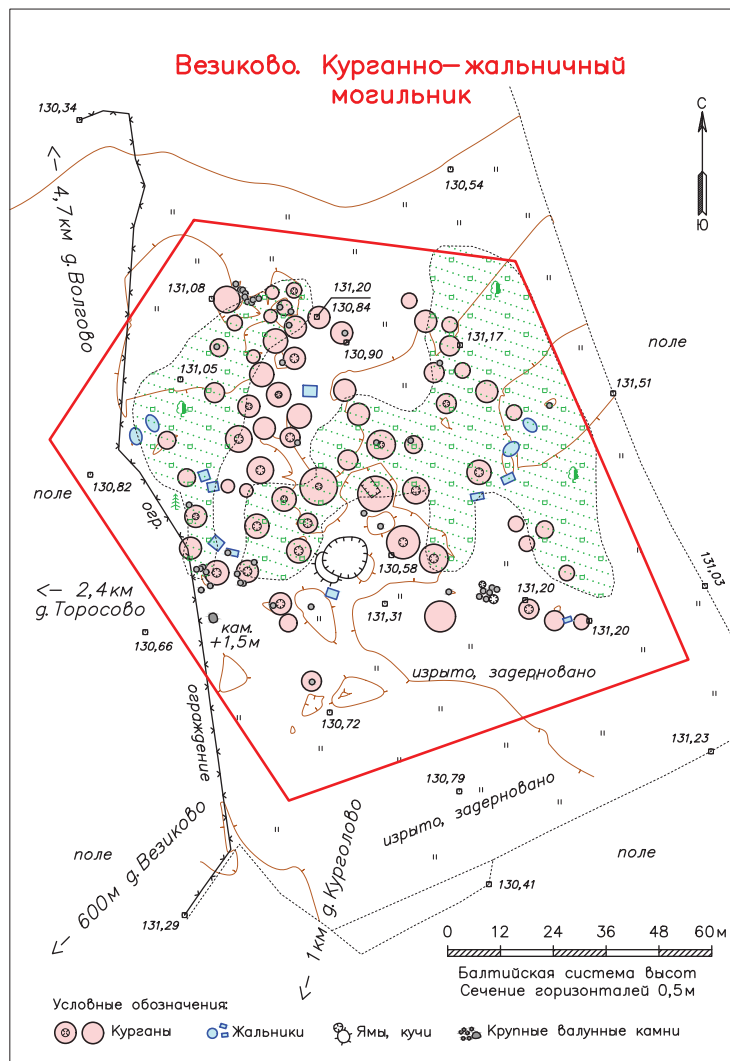 Везиково. Курганно-жальничный
могильник
130,34
С
Ю
130,54
← 4,7км д.Волгово
131,08
131,20
130,84
130,90
131,17
поле
131,05
131,51
130,82
поле
огр.
131,03
← 2,4км
д.Торосово
130,58
131,31
131,20
131,20
кам.
+1,5м
130,66
изрыто, задерновано
130,72
ограждение
131,23
130,79
изрыто, задерновано
поле
поле
← 600м д.Везиково
← 1км д.Курголово
130,41
131,29
0 12 24 36 48 60м
Балтийская система высот
Сечение горизонталей 0,5м
Условные обозначения:
Курганы Жальники Ямы, кучи Крупные валунные камни